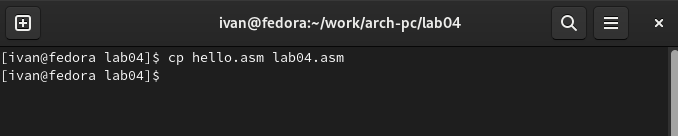 ivan@fedora:~/work/arch-pc/lab04
[ivan@fedora lab04]$ cp hello.asm lab04.asm
[ivan@fedora lab04]$